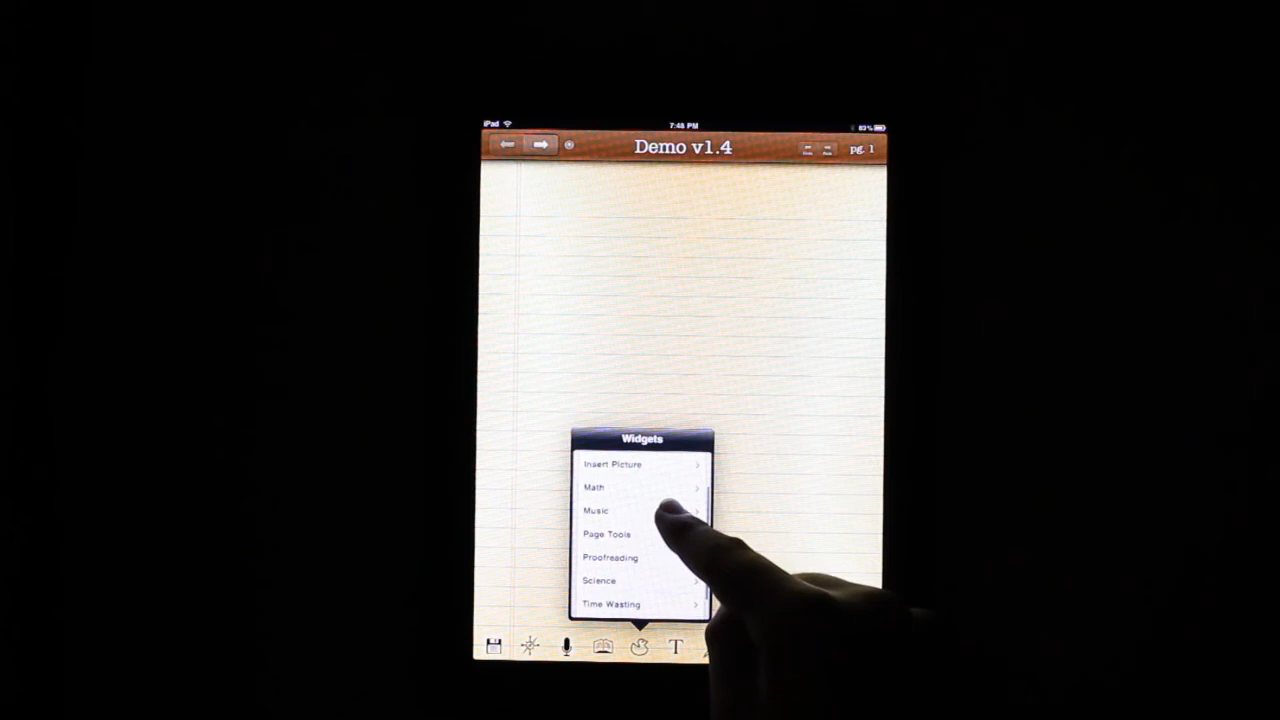 iPad 7:48 PM 83%
Demo v1.4 pg. 1
Widgets
Insert Picture
Math
Music
Page Tools
Proofreading
Science
Time Wasting
T